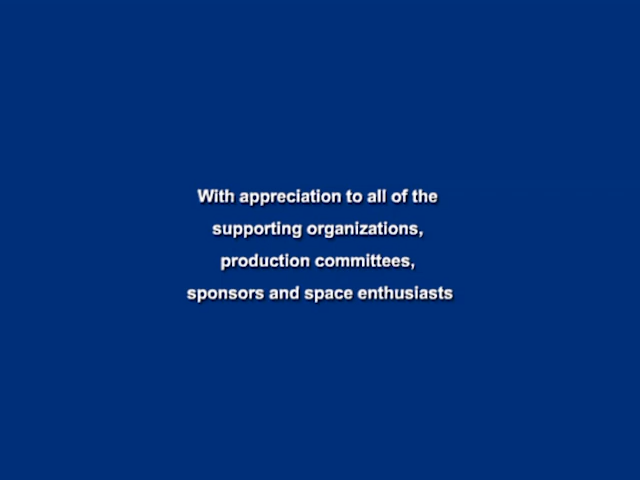 With appreciation to all of the
supporting organizations,
production committees,
sponsors and space enthusiasts